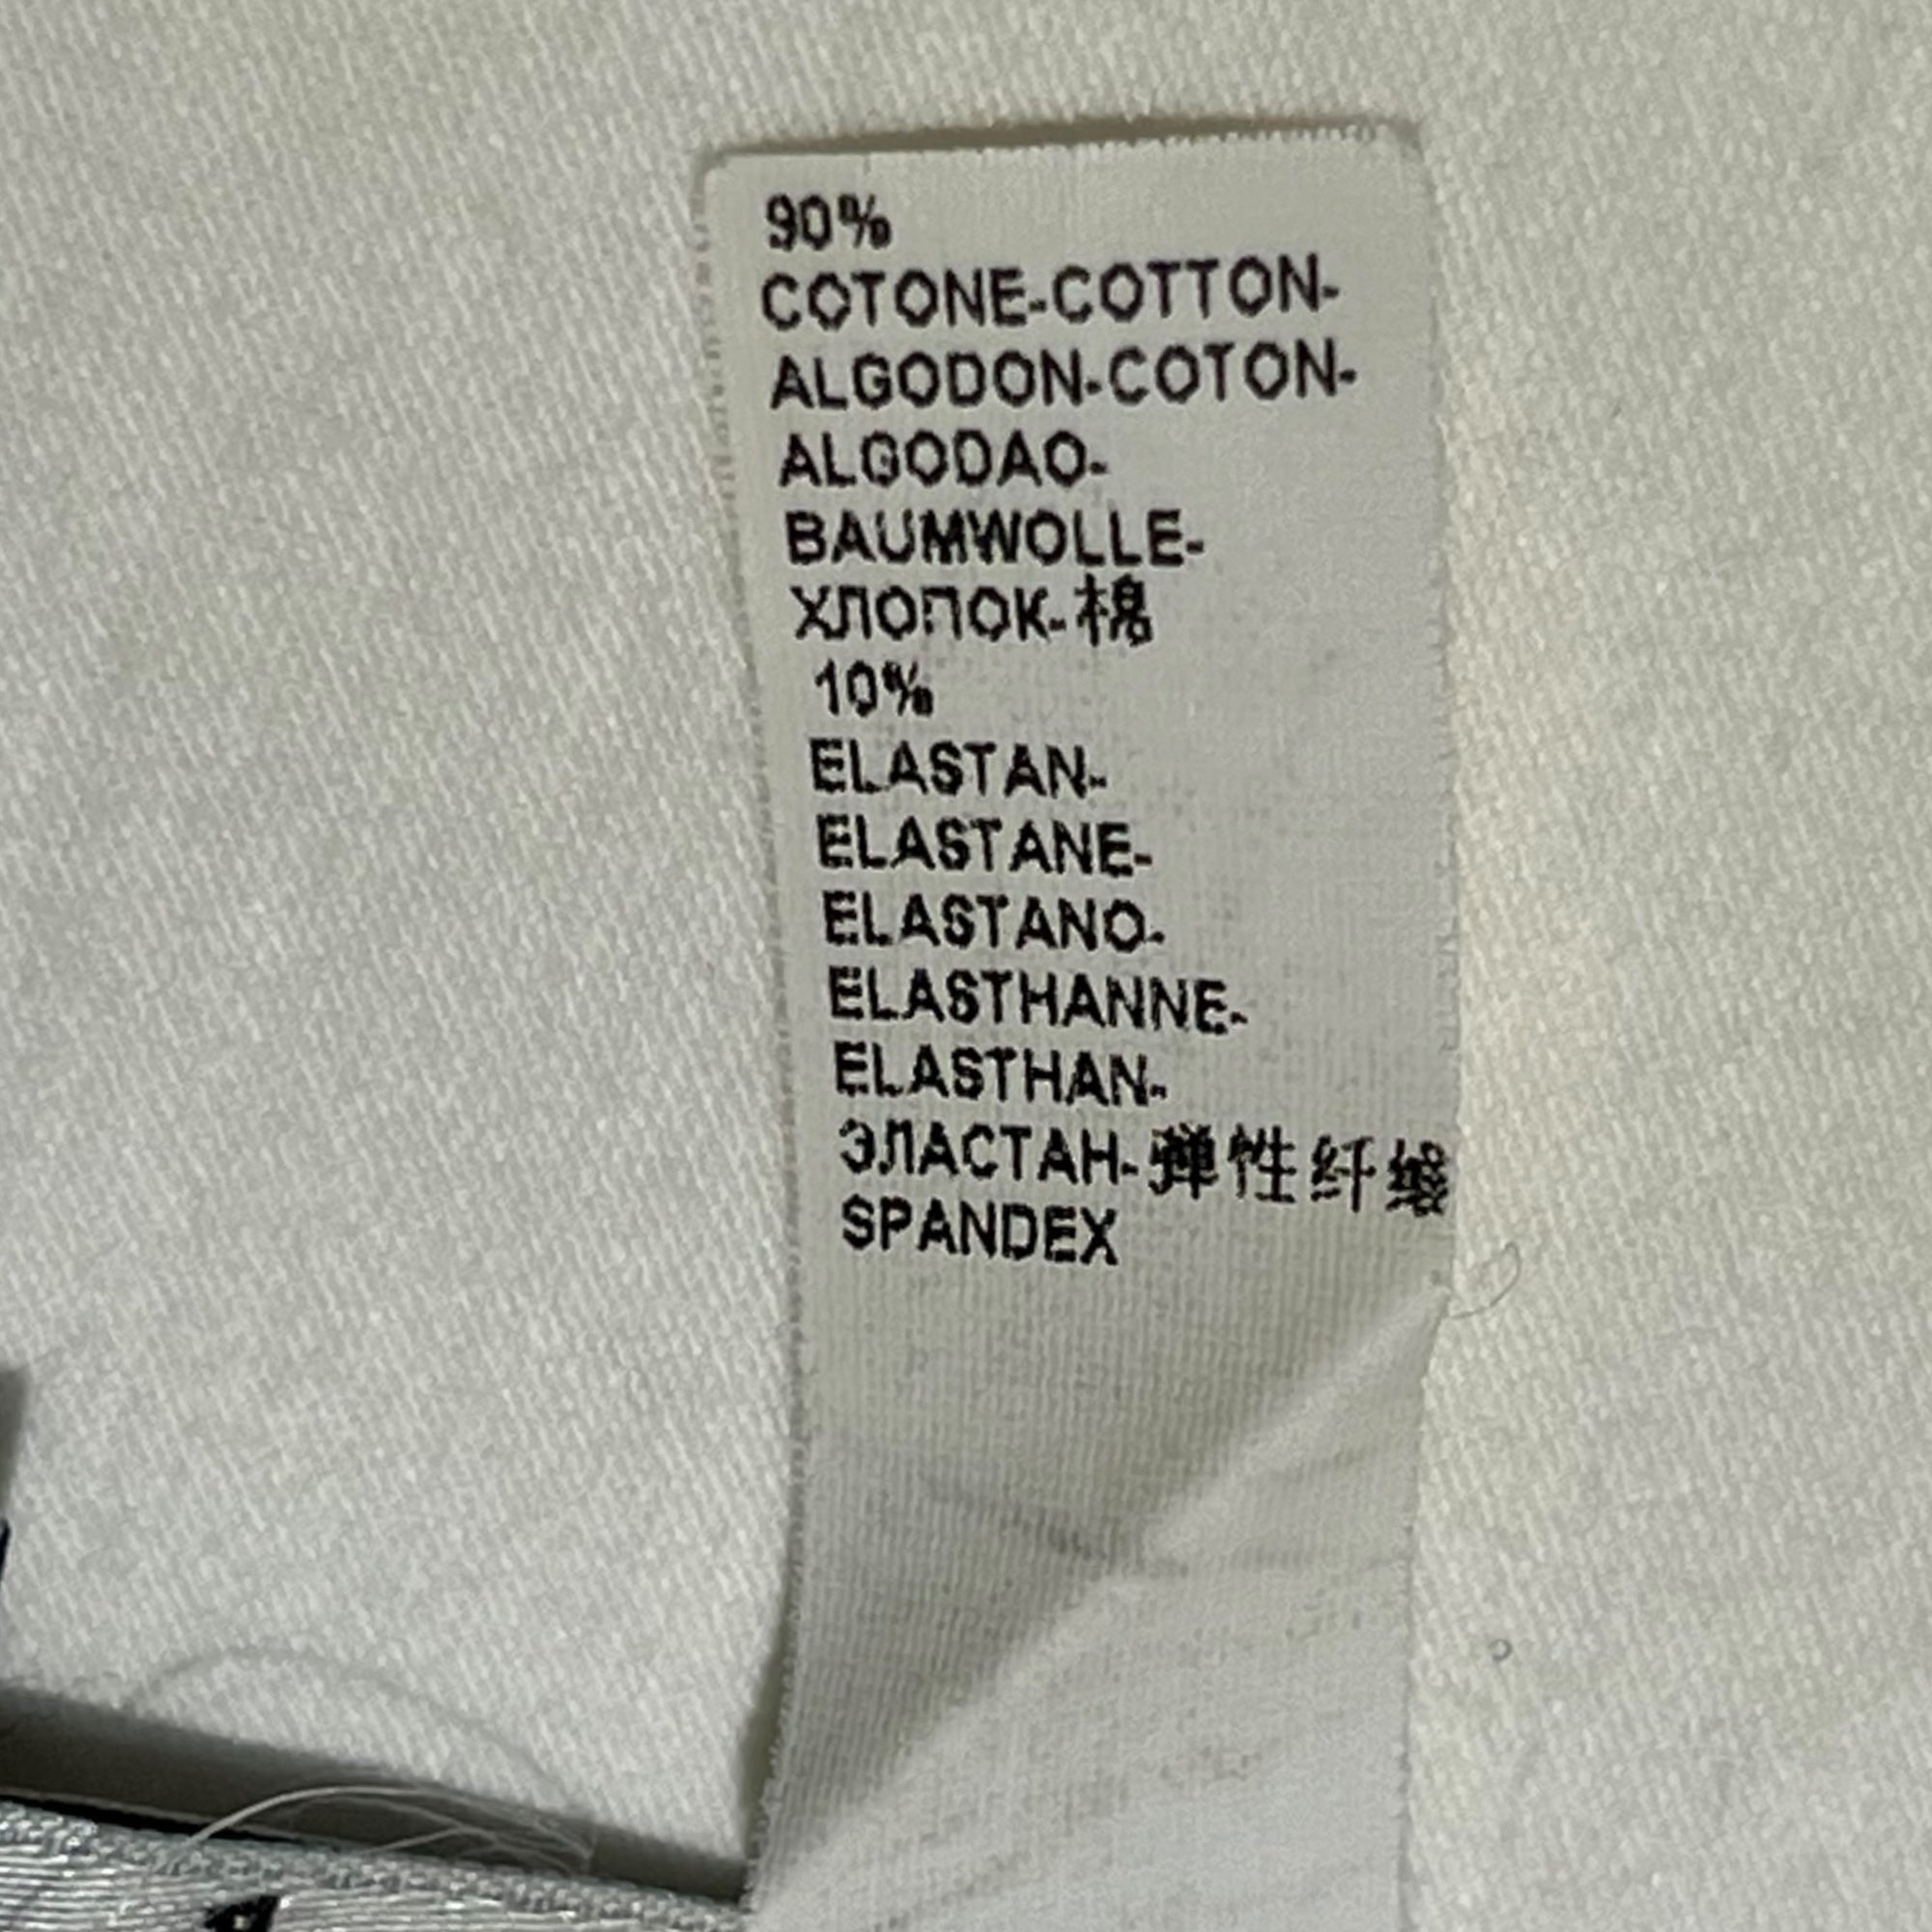 90%
COTONE-COTTON-
ALGODON-COTON-
ALGODAO-
BAUMWOLLE-
ХЛОПОК-棉
10%
ELASTAN-
ELASTANE-
ELASTANO-
ELASTHANNE-
ELASTHAN-
ЭЛАСТАН-弹性纤维
SPANDEX